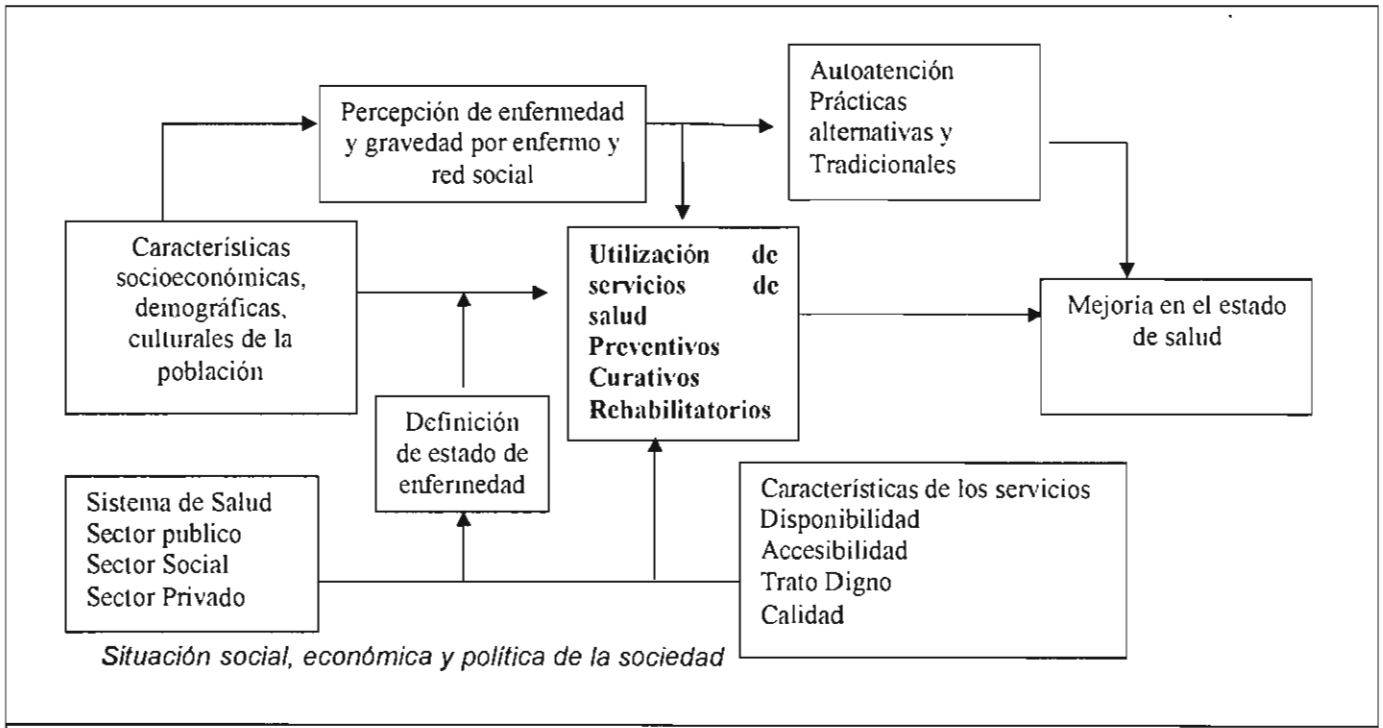 Percepción de enfermedad
y gravedad por enfermo y
red social
Autoatención
Prácticas
alternativas y
Tradicionales
Características
socioeconómicas,
demográficas,
culturales de la
población
Utilización de
servicios de
salud
Preventivos
Curativos
Rehabilitatorios
Mejoría en el estado
de salud
Definición
de estado de
enfermedad
Sistema de Salud
Sector publico
Sector Social
Sector Privado
Características de los servicios
Disponibilidad
Accesibilidad
Trato Digno
Calidad
Situación social, económica y política de la sociedad